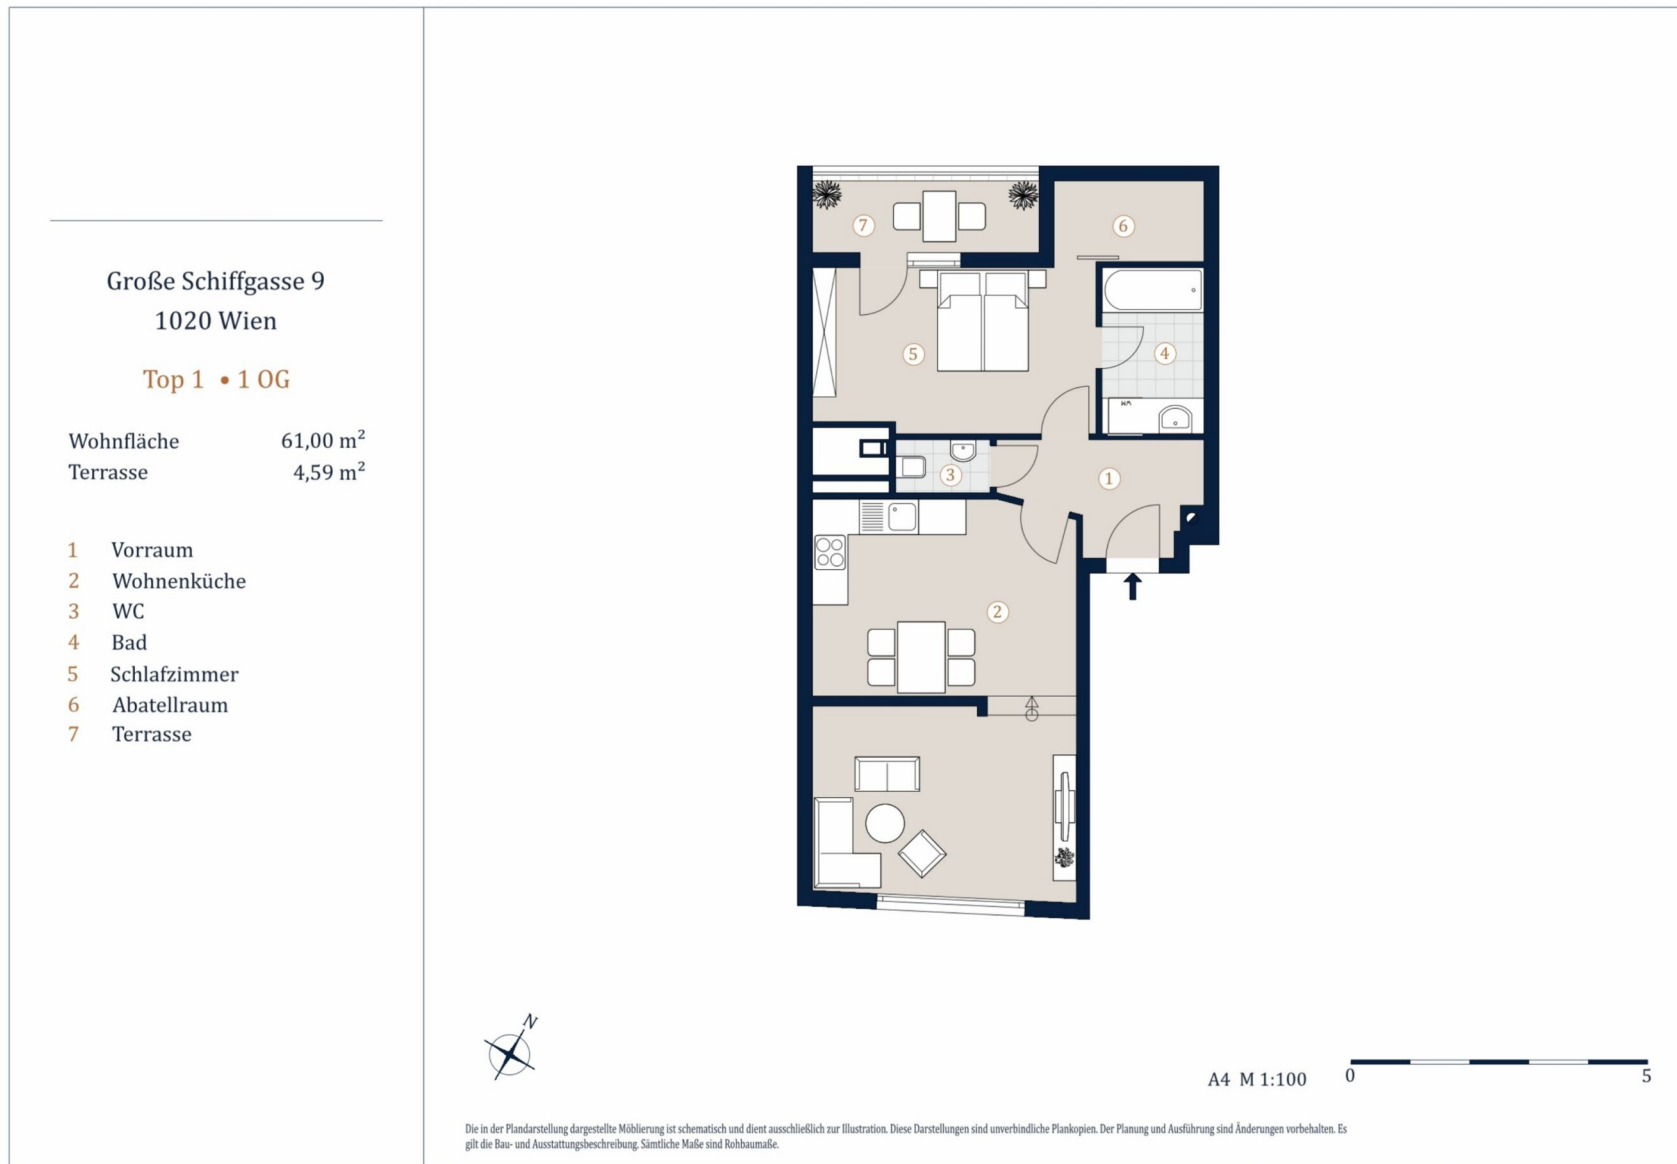 Große Schiffgasse 9
1020 Wien
Top 1 • 1 OG
Wohnfläche 61,00 m²
Terrasse 4,59 m²
1 Vorraum
2 Wohnenküche
3 WC
4 Bad
5 Schlafzimmer
6 Abatellraum
7 Terrasse
7
6
5
4
WM
3
1
2
N
A4 M 1:100
0 5
Die in der Plandarstellung dargestellte Möblierung ist schematisch und dient ausschließlich zur Illustration. Diese Darstellungen sind unverbindliche Plankopien. Der Planung und Ausführung sind Änderungen vorbehalten. Es
gilt die Bau- und Ausstattungsbeschreibung. Sämtliche Maße sind Rohbaumaße.